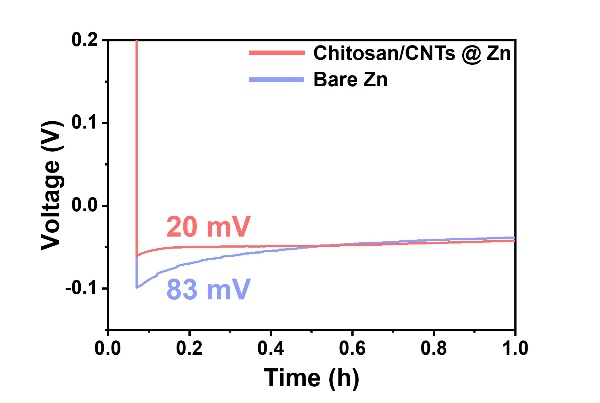 0.2
0.1
0.0
-0.1
Voltage (V)
Chitosan/CNTs @ Zn
Bare Zn
20 mV
83 mV
0.0 0.2 0.4 0.6 0.8 1.0
Time (h)